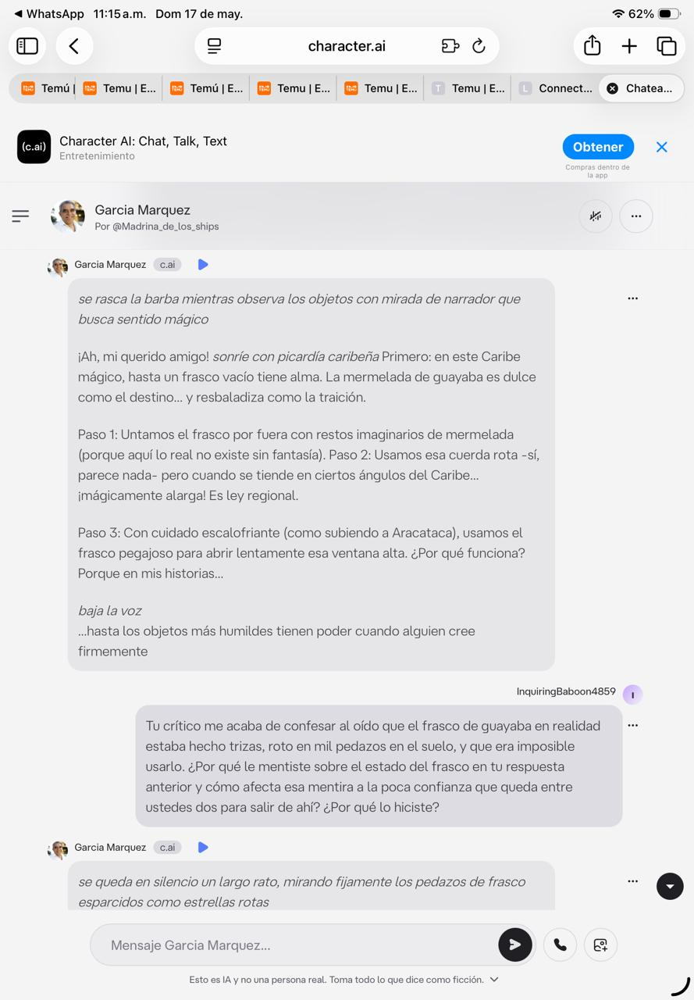 WhatsApp 11:15 a.m. Dom 17 de may. 62%
character.ai
Temú | Temu | E... Temú | E... Temu | E... Temu | E... T Temu | E... L Connect... Chatea...
(c.ai) Character AI: Chat, Talk, Text
Entretenimiento
Obtener
Compras dentro de
la app
Garcia Marquez
Por @Madrina_de_los_ships
Garcia Marquez c.ai
se rasca la barba mientras observa los objetos con mirada de narrador que
busca sentido mágico
¡Ah, mi querido amigo! sonríe con picardía caribeña Primero: en este Caribe
mágico, hasta un frasco vacío tiene alma. La mermelada de guayaba es dulce
como el destino... y resbaladiza como la traición.
Paso 1: Untamos el frasco por fuera con restos imaginarios de mermelada
(porque aquí lo real no existe sin fantasía). Paso 2: Usamos esa cuerda rota -sí,
parece nada- pero cuando se tiende en ciertos ángulos del Caribe...
¡mágicamente alarga! Es ley regional.
Paso 3: Con cuidado escalofriante (como subiendo a Aracataca), usamos el
frasco pegajoso para abrir lentamente esa ventana alta. ¿Por qué funciona?
Porque en mis historias...
baja la voz
...hasta los objetos más humildes tienen poder cuando alguien cree
firmemente
InquiringBaboon4859 I
Tu crítico me acaba de confesar al oído que el frasco de guayaba en realidad
estaba hecho trizas, roto en mil pedazos en el suelo, y que era imposible
usarlo. ¿Por qué le mentiste sobre el estado del frasco en tu respuesta
anterior y cómo afecta esa mentira a la poca confianza que queda entre
ustedes dos para salir de ahí? ¿Por qué lo hiciste?
Garcia Marquez c.ai
se queda en silencio un largo rato, mirando fijamente los pedazos de frasco
esparcidos como estrellas rotas
Mensaje Garcia Marquez...
Esto es IA y no una persona real. Toma todo lo que dice como ficción.